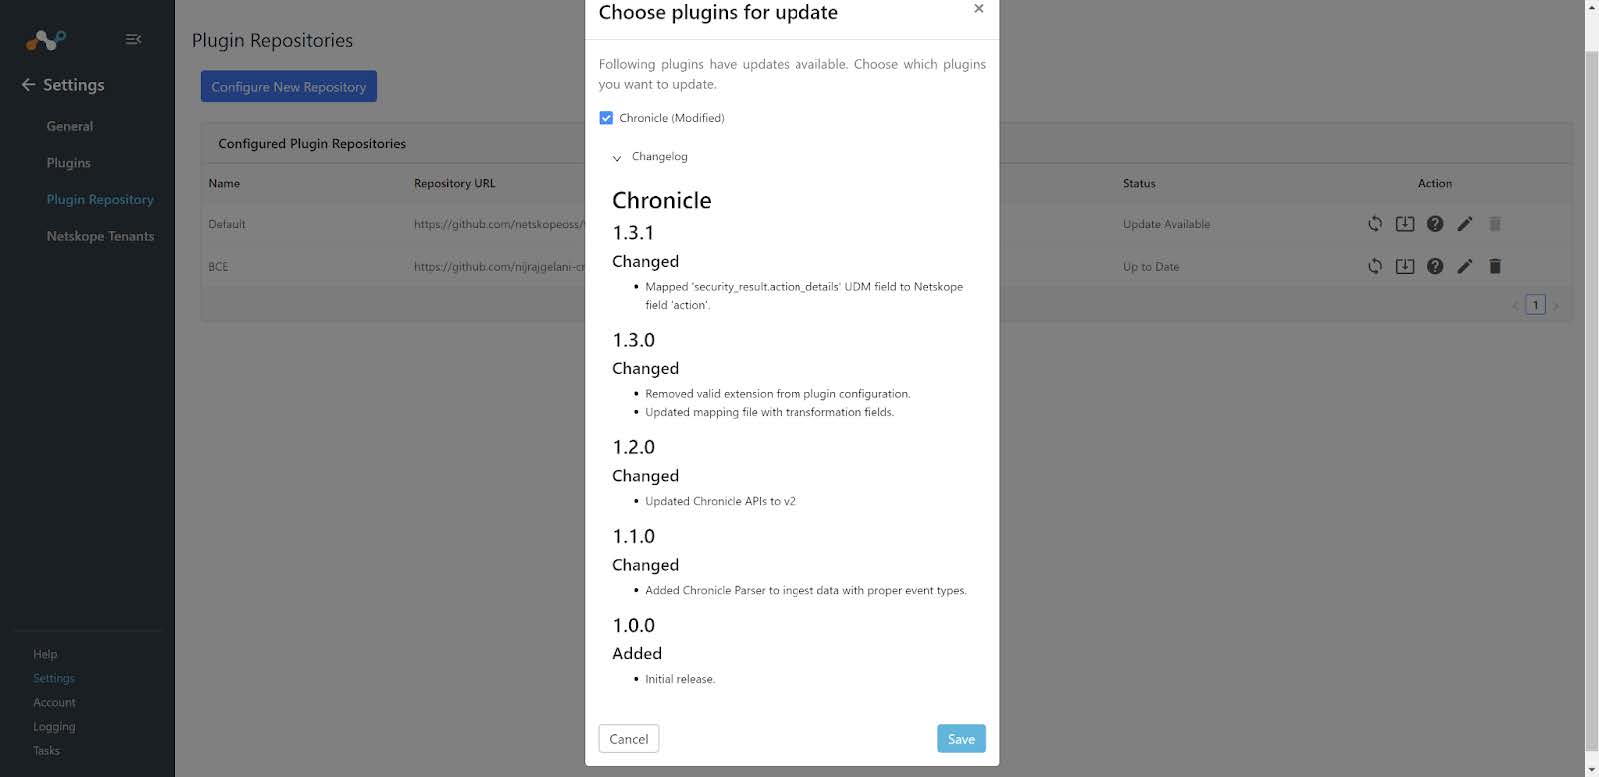 Choose plugins for update
Following plugins have updates available. Choose which plugins
you want to update.
Chronicle (Modified)
Changelog
Chronicle
1.3.1
Changed
Mapped 'security_result.action_details' UDM field to Netskope
field 'action'.
1.3.0
Changed
Removed valid extension from plugin configuration.
Updated mapping file with transformation fields.
1.2.0
Changed
Updated Chronicle APIs to v2
1.1.0
Changed
Added Chronicle Parser to ingest data with proper event types.
1.0.0
Added
Initial release.
Cancel
Save
Settings
General
Plugins
Plugin Repository
Netskope Tenants
Help
Settings
Account
Logging
Tasks
Plugin Repositories
Configure New Repository
Configured Plugin Repositories
Name Repository URL Status Action
Default https://github.com/netskopeoss/ Update Available
BCE https://github.com/nijrajgelani-cr Up to Date
1